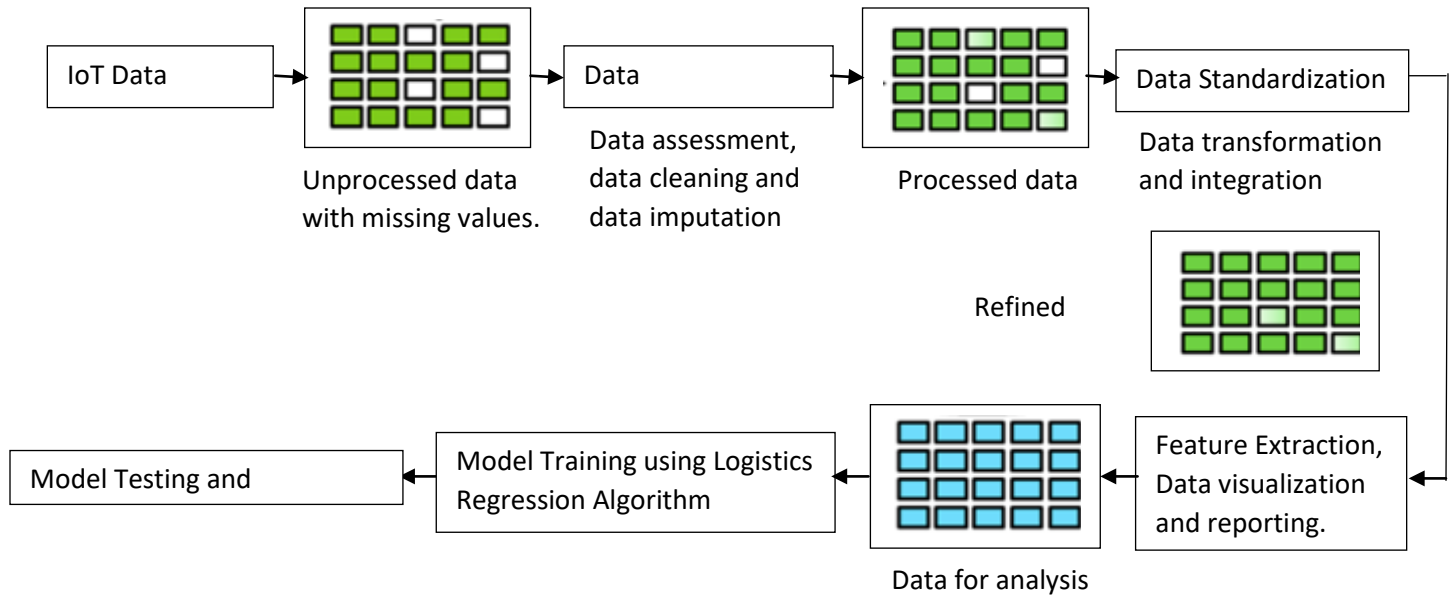 IoT Data
Unprocessed data
with missing values.
Data
Data assessment,
data cleaning and
data imputation
Processed data
Data Standardization
Data transformation
and integration
Refined
Feature Extraction,
Data visualization
and reporting.
Data for analysis
Model Training using Logistics
Regression Algorithm
Model Testing and